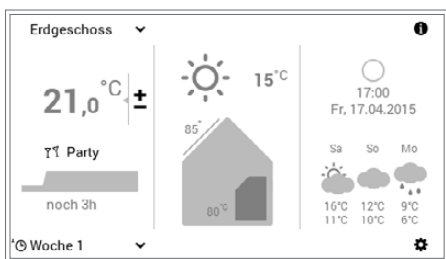 Erdgeschoss
21,0°C
±
Party
noch 3h
Woche 1
15°C
85°
80°C
17:00
Fr, 17.04.2015
Sa So Mo
16°C 12°C 9°C
11°C 10°C 6°C